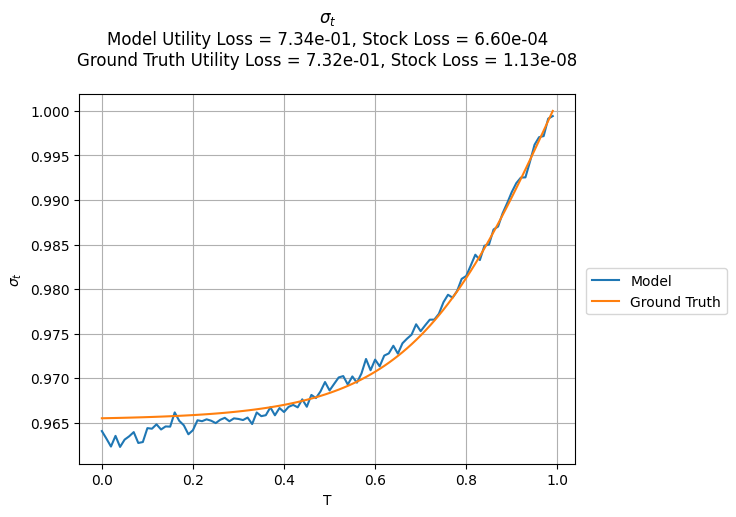 σₜ
Model Utility Loss = 7.34e-01, Stock Loss = 6.60e-04
Ground Truth Utility Loss = 7.32e-01, Stock Loss = 1.13e-08
1.000
0.995
0.990
0.985
0.980
0.975
0.970
0.965
σₜ
0.0 0.2 0.4 0.6 0.8 1.0
T
Model
Ground Truth